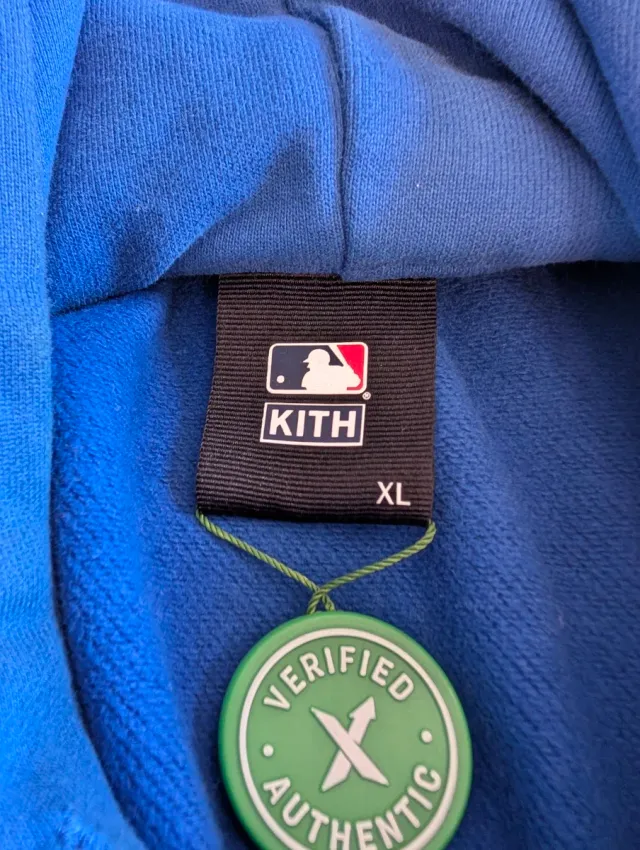 ®
KITH
XL
VERIFIED
X
AUTHENTIC